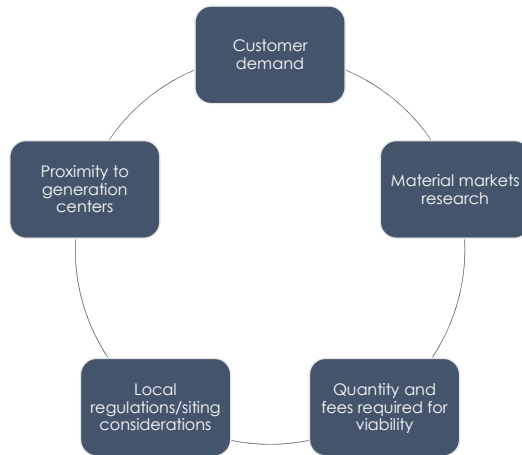 Customer
demand
Material markets
research
Quantity and
fees required for
viability
Local
regulations/siting
considerations
Proximity to
generation
centers